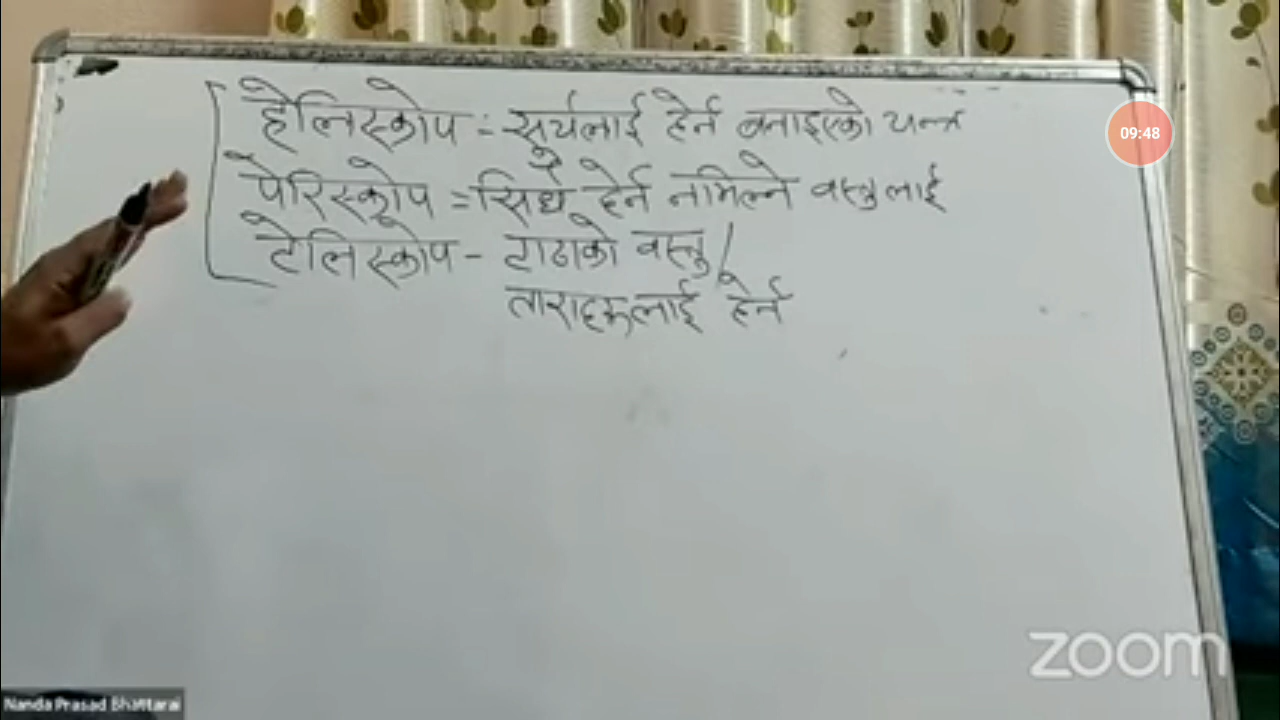 हेलिस्कोप = सूर्यलाई हेर्न बनाइएको यन्त्र
09:48
पेरिस्कोप = सिधै हेर्न नमिल्ने वस्तुलाई
टेलिस्कोप - टाढाको वस्तु/
ताराहरूलाई हेर्न
zoom
Nanda Prasad Bhattarai